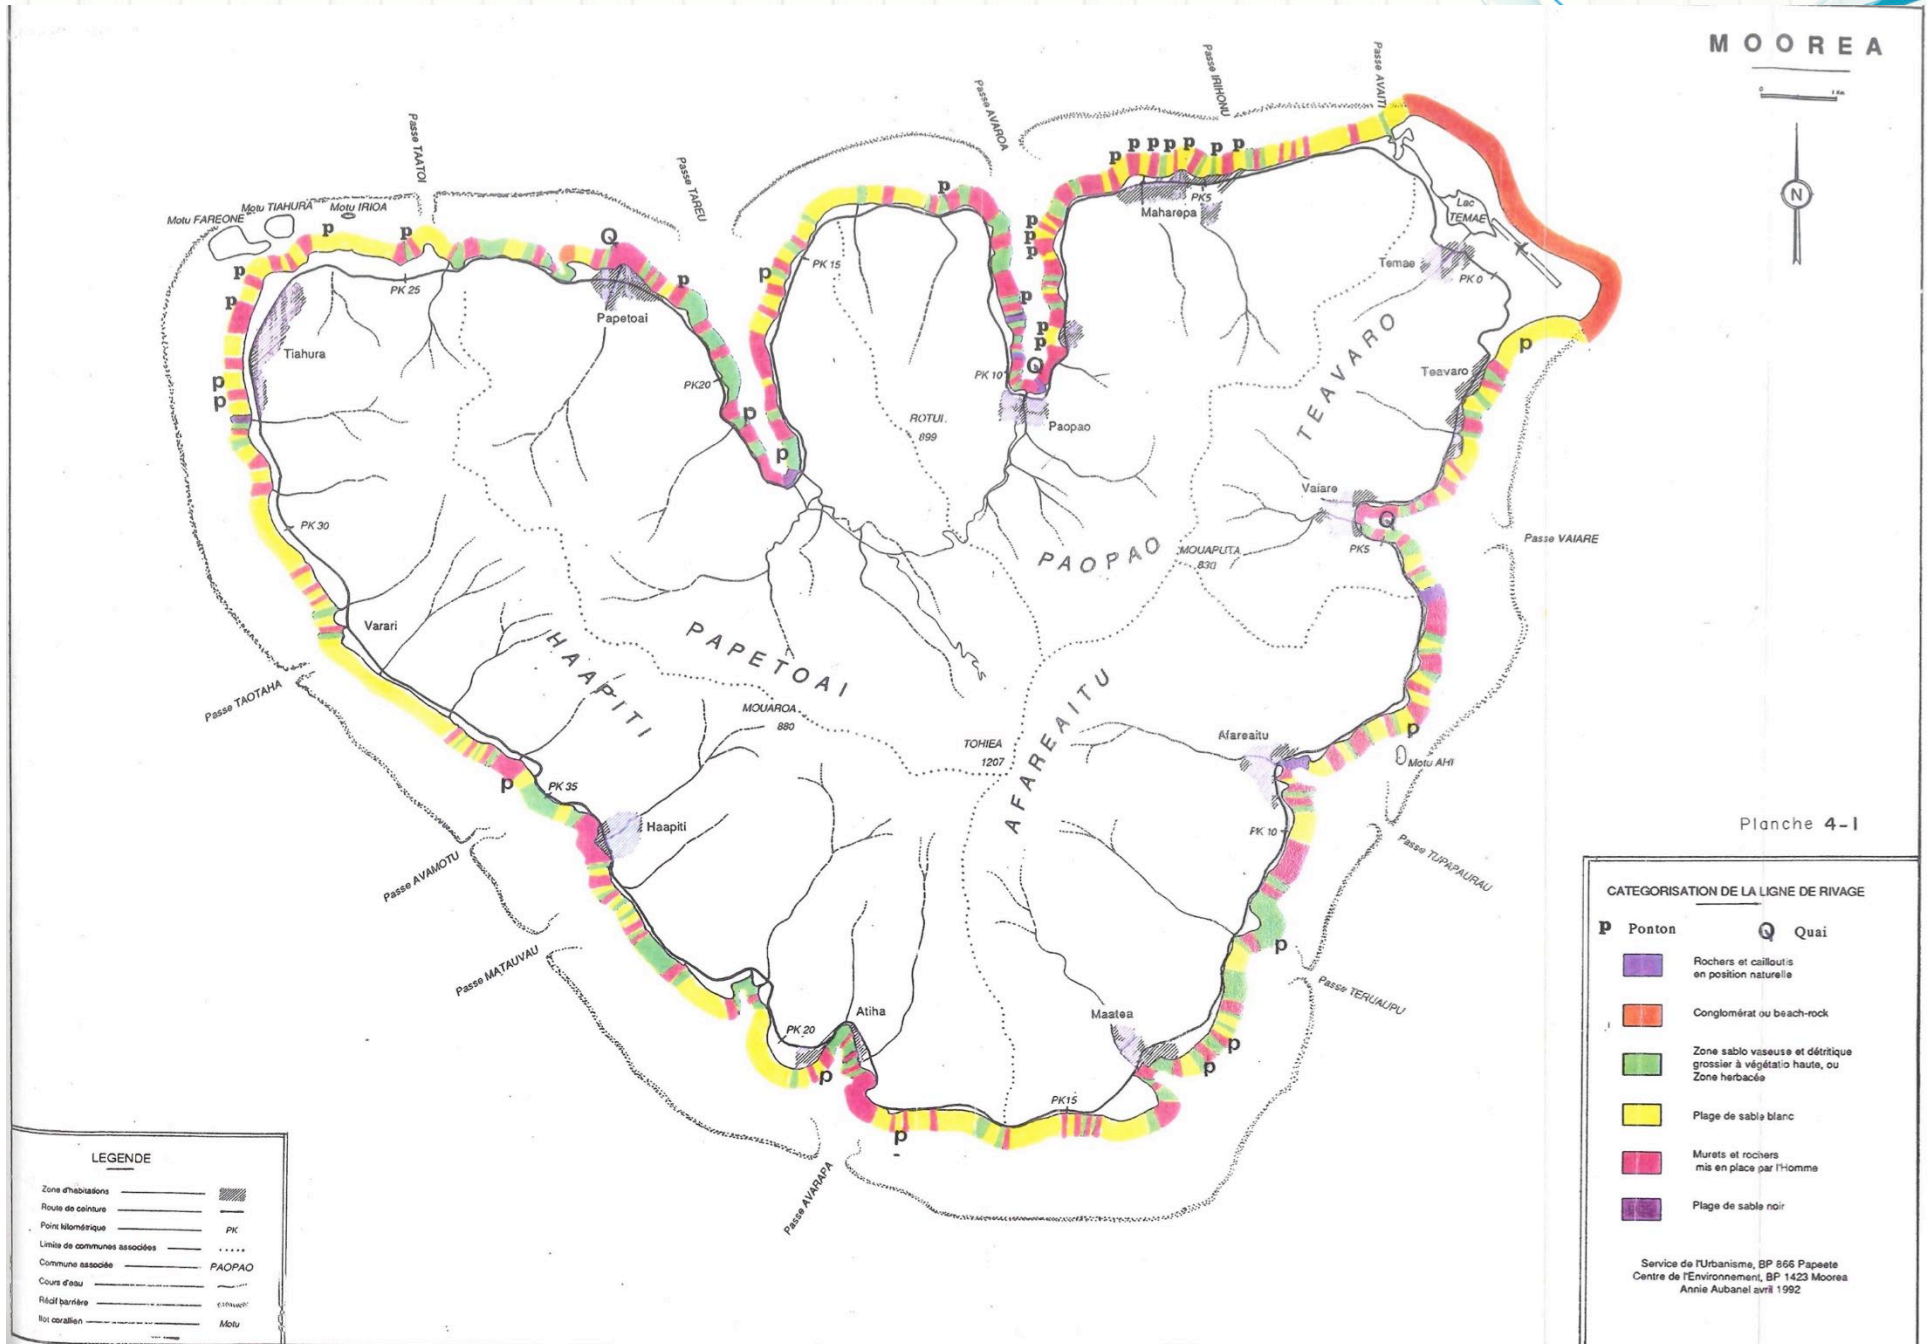 MOOREA
0 1 Km
N
Passe AVAITI
Passe IRIHONU
Passe AVAROA
Passe TAREU
Passe TAATOI
Motu IRIOA
Motu TIAHURA
Motu FAREONE
p p p p p p
p
Q
p p
PK5
Maharepa
Lac
TEMAE
Temae
PK 0
p
p
p
p
p
PK 15
p
PK 25
p
p
Papetoai
p
p
p
Q
Tiahura
PK 10
PK20
p
p
p
p
p
ROTUI.
899
Paopao
TEAVARO
Teavaro
p
Vaiare
Q
PK5
Passe VAIARE
PK 30
PAOPAO
MOUAPUTA
830
Varari
HAAPITI
PAPETOAI
AFAREAITU
Passe TAOTAHA
MOUAROA
880
TOHIEA
1207
Afareaitu
p
Motu AHI
p
PK 35
Haapiti
PK 10
Passe TUPAPAURAU
Passe AVAMOTU
p
Passe MATAUVAU
Passe TERUAUPU
PK 20
Atiha
Maatea
p
p
p
PK15
p
Passe AVARAPA
Planche 4-1
CATEGORISATION DE LA LIGNE DE RIVAGE
P Ponton
Q Quai
Rochers et cailloutis
en position naturelle
Conglomérat ou beach-rock
Zone sablo vaseuse et détritique
grossier à végétatio haute, ou
Zone herbacée
Plage de sable blanc
Murets et rochers
mis en place par l'Homme
Plage de sable noir
Service de l'Urbanisme, BP 866 Papeete
Centre de l'Environnement, BP 1423 Moorea
Annie Aubanel avril 1992
LEGENDE
Zone d'habitations
Route de ceinture
Point kilométrique PK
Limite de communes associées
Commune associée PAOPAO
Cours d'eau
Récif barrière
Ilot corallien Motu